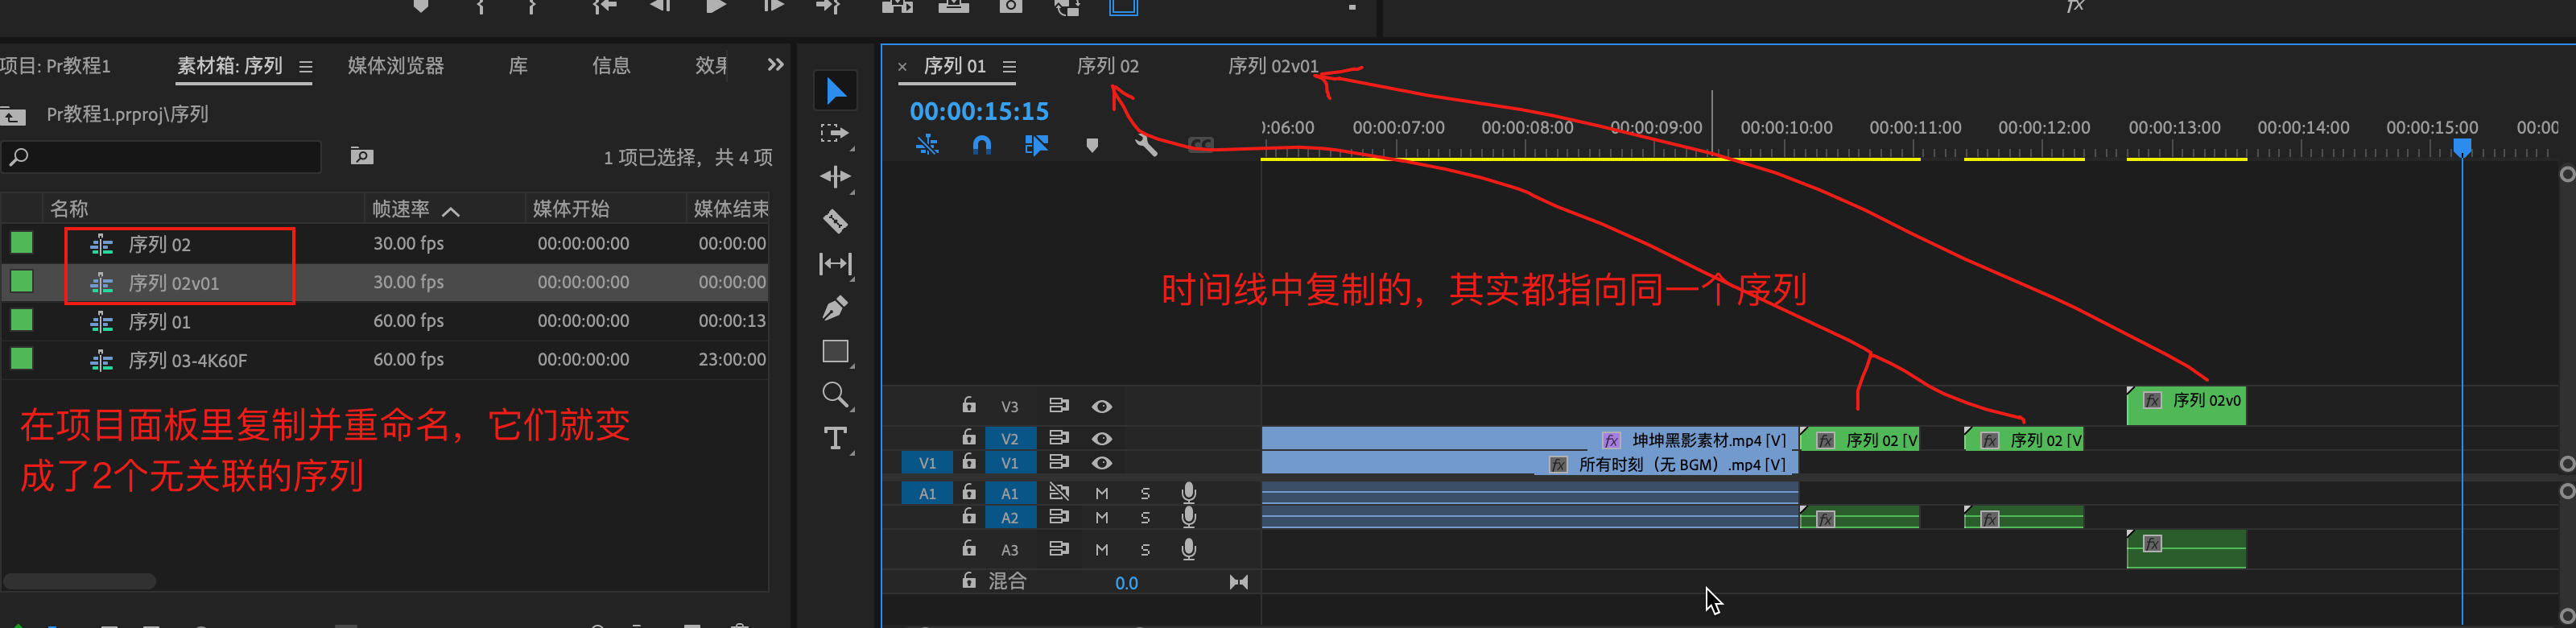 项目: Pr教程1
素材箱: 序列
媒体浏览器
库
信息
效果
Pr教程1.prproj\序列
1 项已选择，共 4 项
名称 帧速率 媒体开始 媒体结束
序列 02 30.00 fps 00:00:00:00 00:00:00
序列 02v01 30.00 fps 00:00:00:00 00:00:00
序列 01 60.00 fps 00:00:00:00 00:00:13
序列 03-4K60F 60.00 fps 00:00:00:00 23:00:00
在项目面板里复制并重命名，它们就变
成了2个无关联的序列
× 序列 01
序列 02
序列 02v01
00:00:15:15
:06:00 00:00:07:00 00:00:08:00 00:00:09:00 00:00:10:00 00:00:11:00 00:00:12:00 00:00:13:00 00:00:14:00 00:00:15:00 00:0
时间线中复制的，其实都指向同一个序列
V3
fx 序列 02v0
V2
fx 坤坤黑影素材.mp4 [V]
fx 序列 02 [V
fx 序列 02 [V
V1 V1
fx 所有时刻（无 BGM）.mp4 [V]
A1 A1 M S
A2 M S
fx
fx
A3 M S
fx
混合 0.0
fx